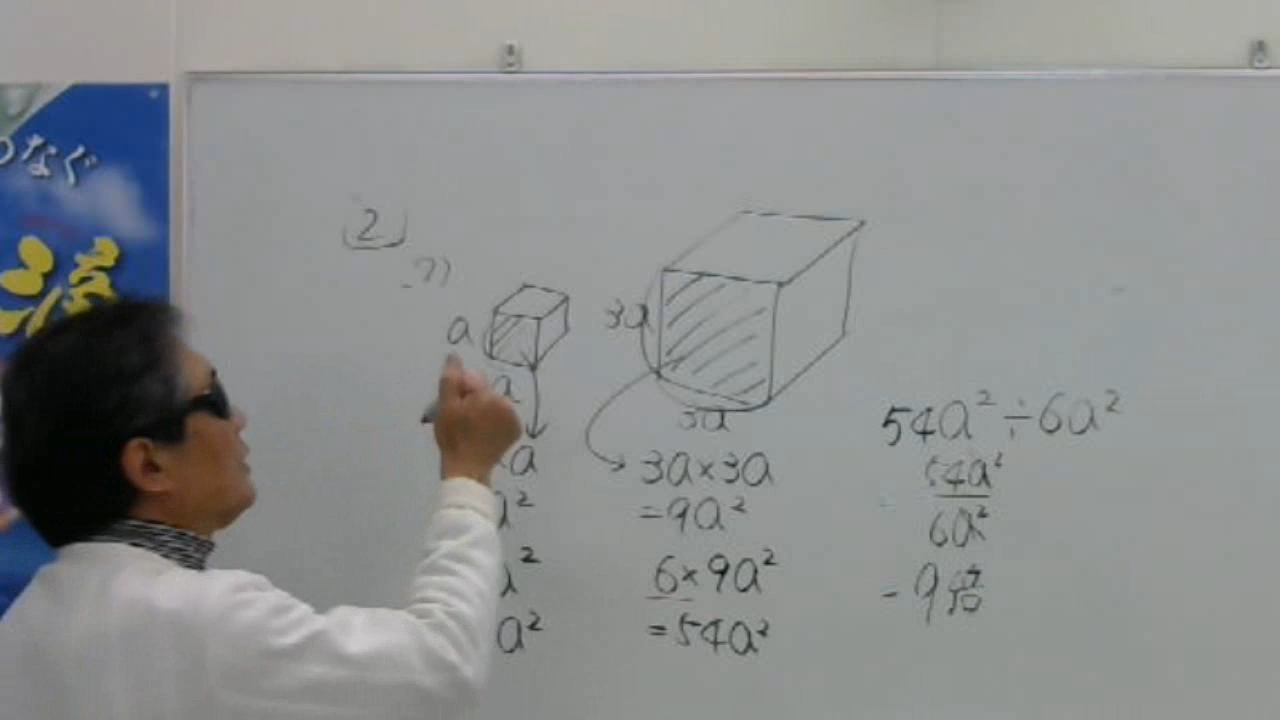 つなぐ
2
a
a
3a
3a
a
a²
²
a²
3a×3a
=9a²
6×9a²
=54a²
54a²÷6a²
54a²
6a²
-9倍